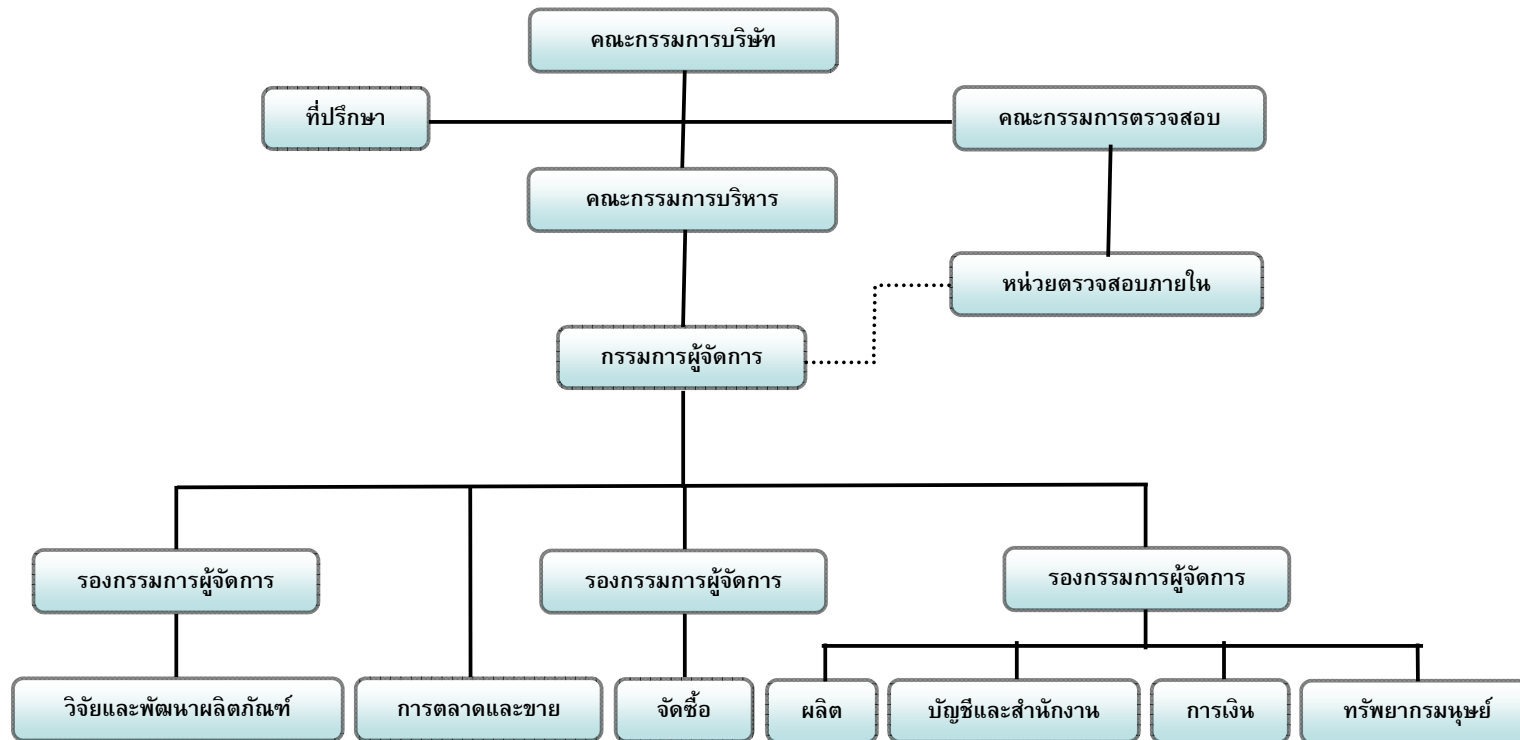 คณะกรรมการบริษัท
ที่ปรึกษา
คณะกรรมการตรวจสอบ
คณะกรรมการบริหาร
หน่วยตรวจสอบภายใน
กรรมการผู้จัดการ
รองกรรมการผู้จัดการ
รองกรรมการผู้จัดการ
รองกรรมการผู้จัดการ
วิจัยและพัฒนาผลิตภัณฑ์
การตลาดและขาย
จัดซื้อ
ผลิต
บัญชีและสำนักงาน
การเงิน
ทรัพยากรมนุษย์